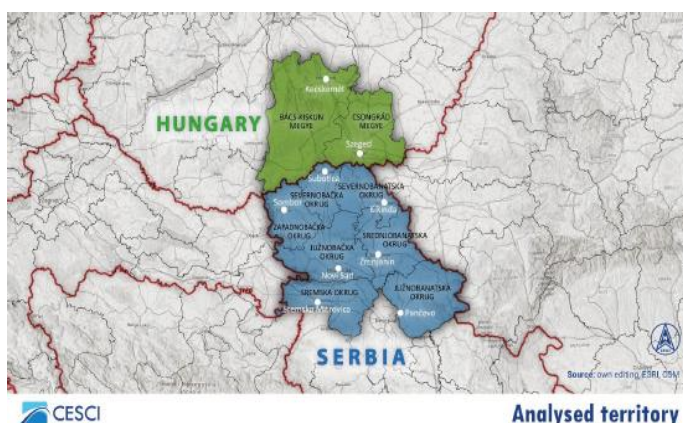 Kecskemét
HUNGARY
BÁCS-KISKUN
MEGYE
CSONGRÁD
MEGYE
Szeged
Subotica
SEVERNOBAČKA
OKRUG
SEVERNOBANATSKA
OKRUG
Sombor
Kikinda
ZAPADNOBAČKA
OKRUG
SREDNJOBANATSKA
OKRUG
JUŽNOBAČKA
OKRUG
Zrenjanin
Novi Sad
SREMSKA OKRUG
JUŽNOBANATSKA
OKRUG
Sremska Mitrovica
Pančevo
SERBIA
Source: own editing, ESRI, OSM
CESCI
Analysed territory